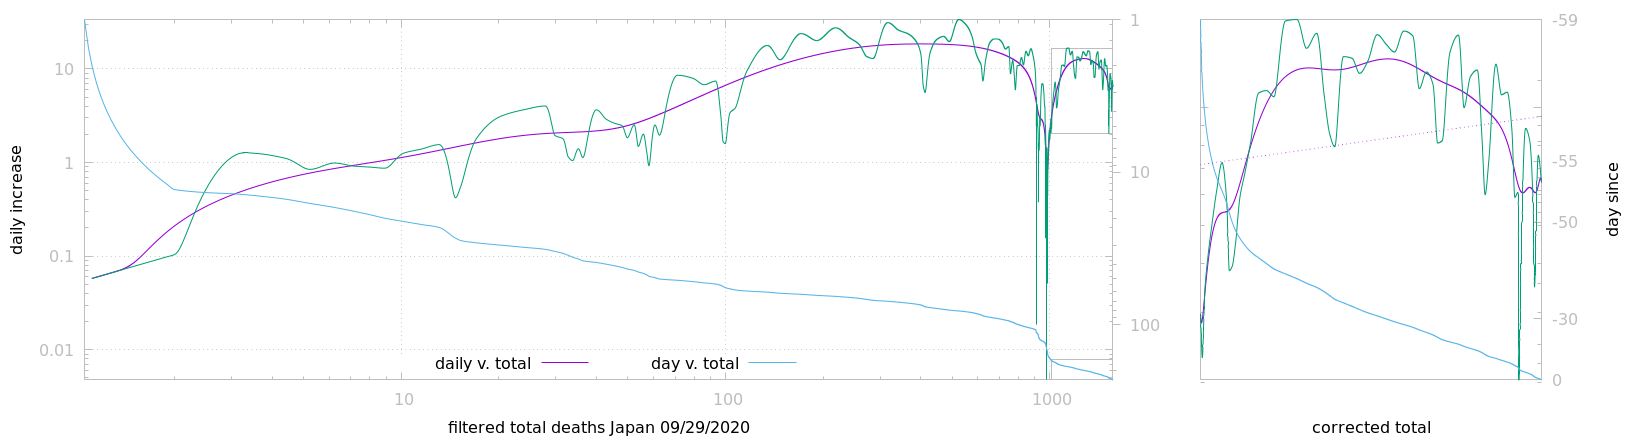 daily increase
10
1
0.1
0.01
daily v. total
day v. total
10
100
1000
filtered total deaths Japan 09/29/2020
1
10
100
-59
-55
-50
-30
0
day since
corrected total